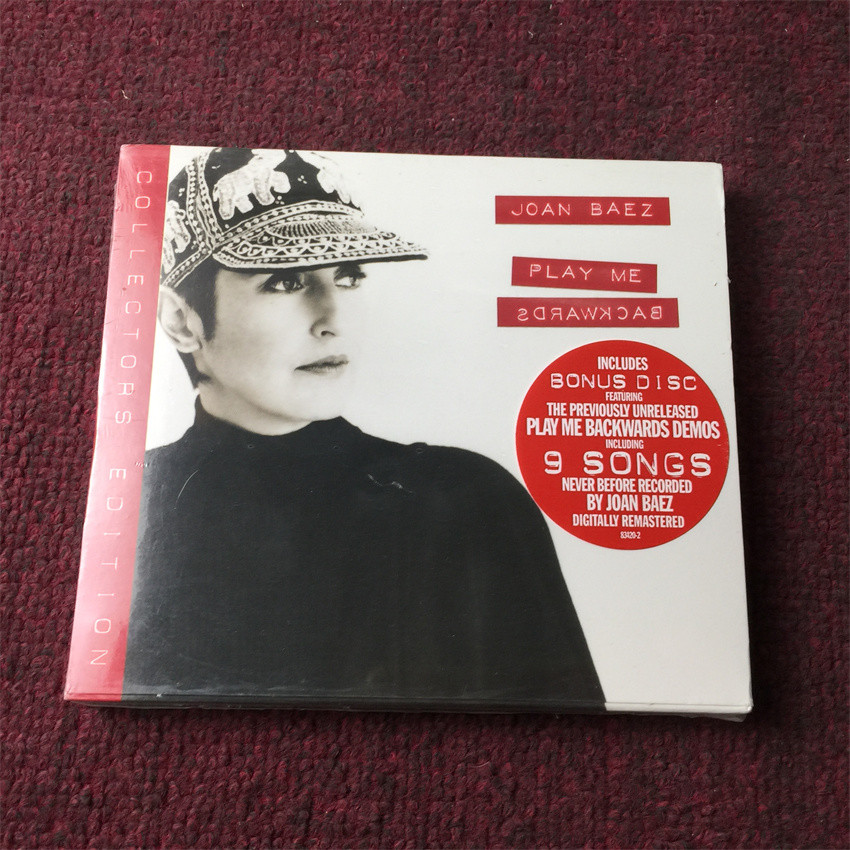 COLLECTORS EDITION
JOAN BAEZ
PLAY ME
BACKWARDS
INCLUDES
BONUS DISC
FEATURING
THE PREVIOUSLY UNRELEASED
PLAY ME BACKWARDS DEMOS
INCLUDING
9 SONGS
NEVER BEFORE RECORDED
BY JOAN BAEZ
DIGITALLY REMASTERED
83420-2